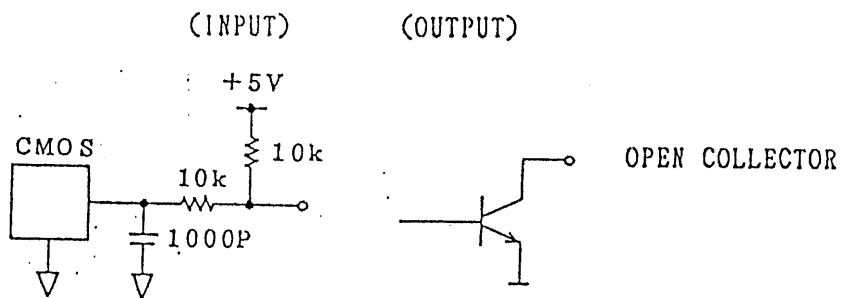 (INPUT) (OUTPUT)
+5V
CMOS
10k
10k
OPEN COLLECTOR
1000P